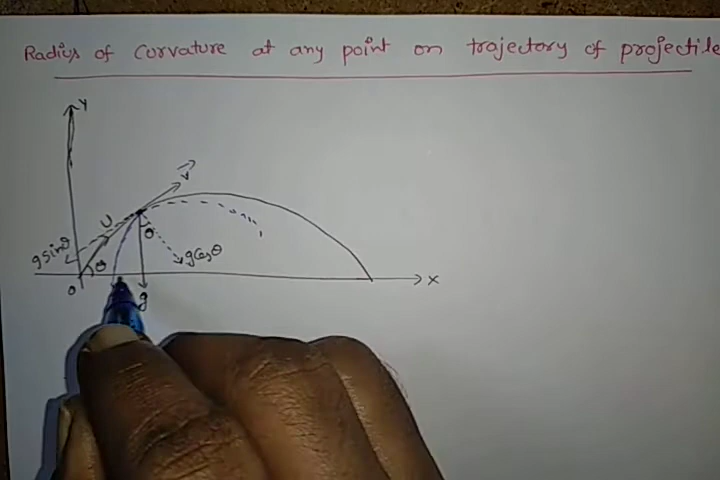 Radius of Curvature at any point on trajectory of projectile
Y
v
U
g sinθ
θ
θ
g cosθ
O
g
X